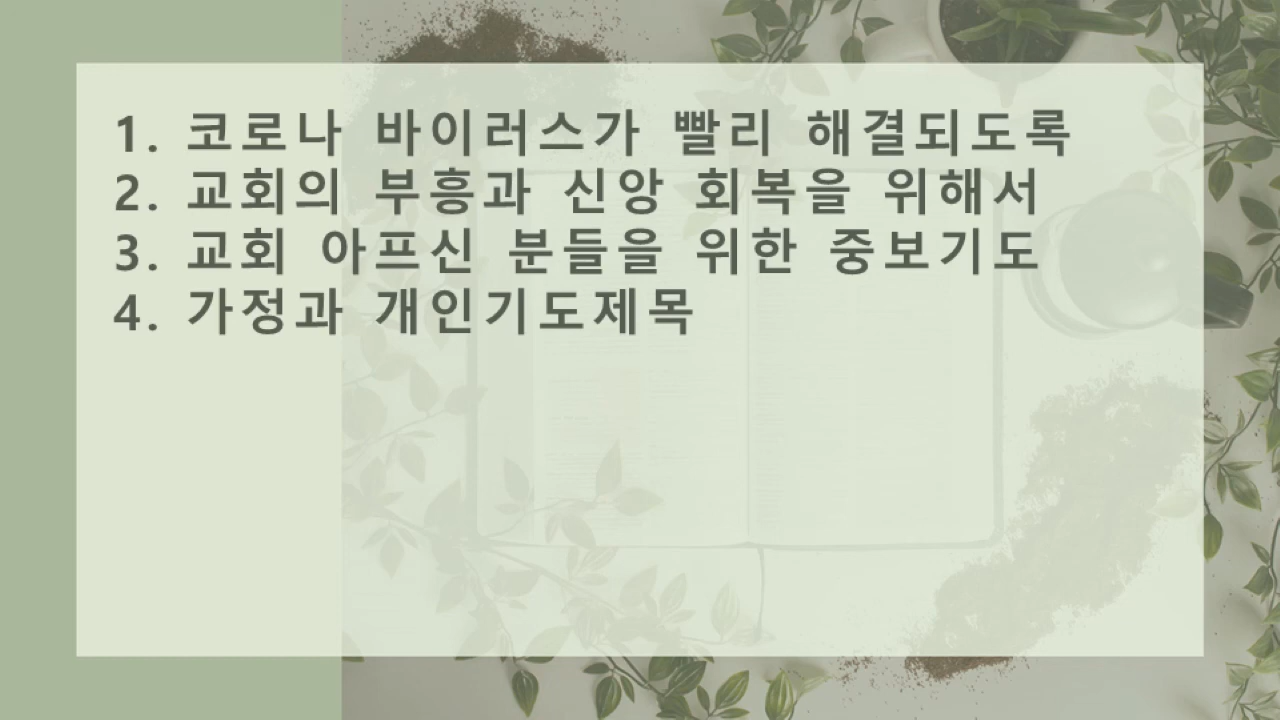 1. 코로나 바이러스가 빨리 해결되도록
2. 교회의 부흥과 신앙 회복을 위해서
3. 교회 아프신 분들을 위한 중보기도
4. 가정과 개인기도제목